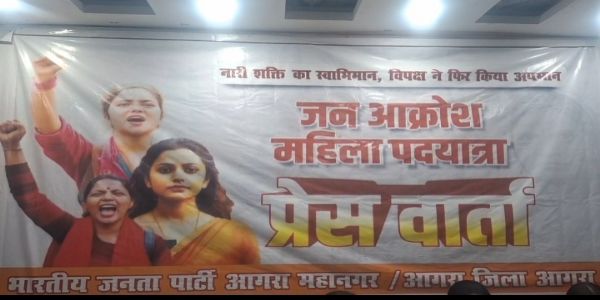 नारी शक्ति का स्वाभिमान, विपक्ष ने फिर किया अपमान
जन आक्रोश
महिला पदयात्रा
प्रेस वार्ता
भारतीय जनता पार्टी आगरा महानगर / आगरा जिला आगरा